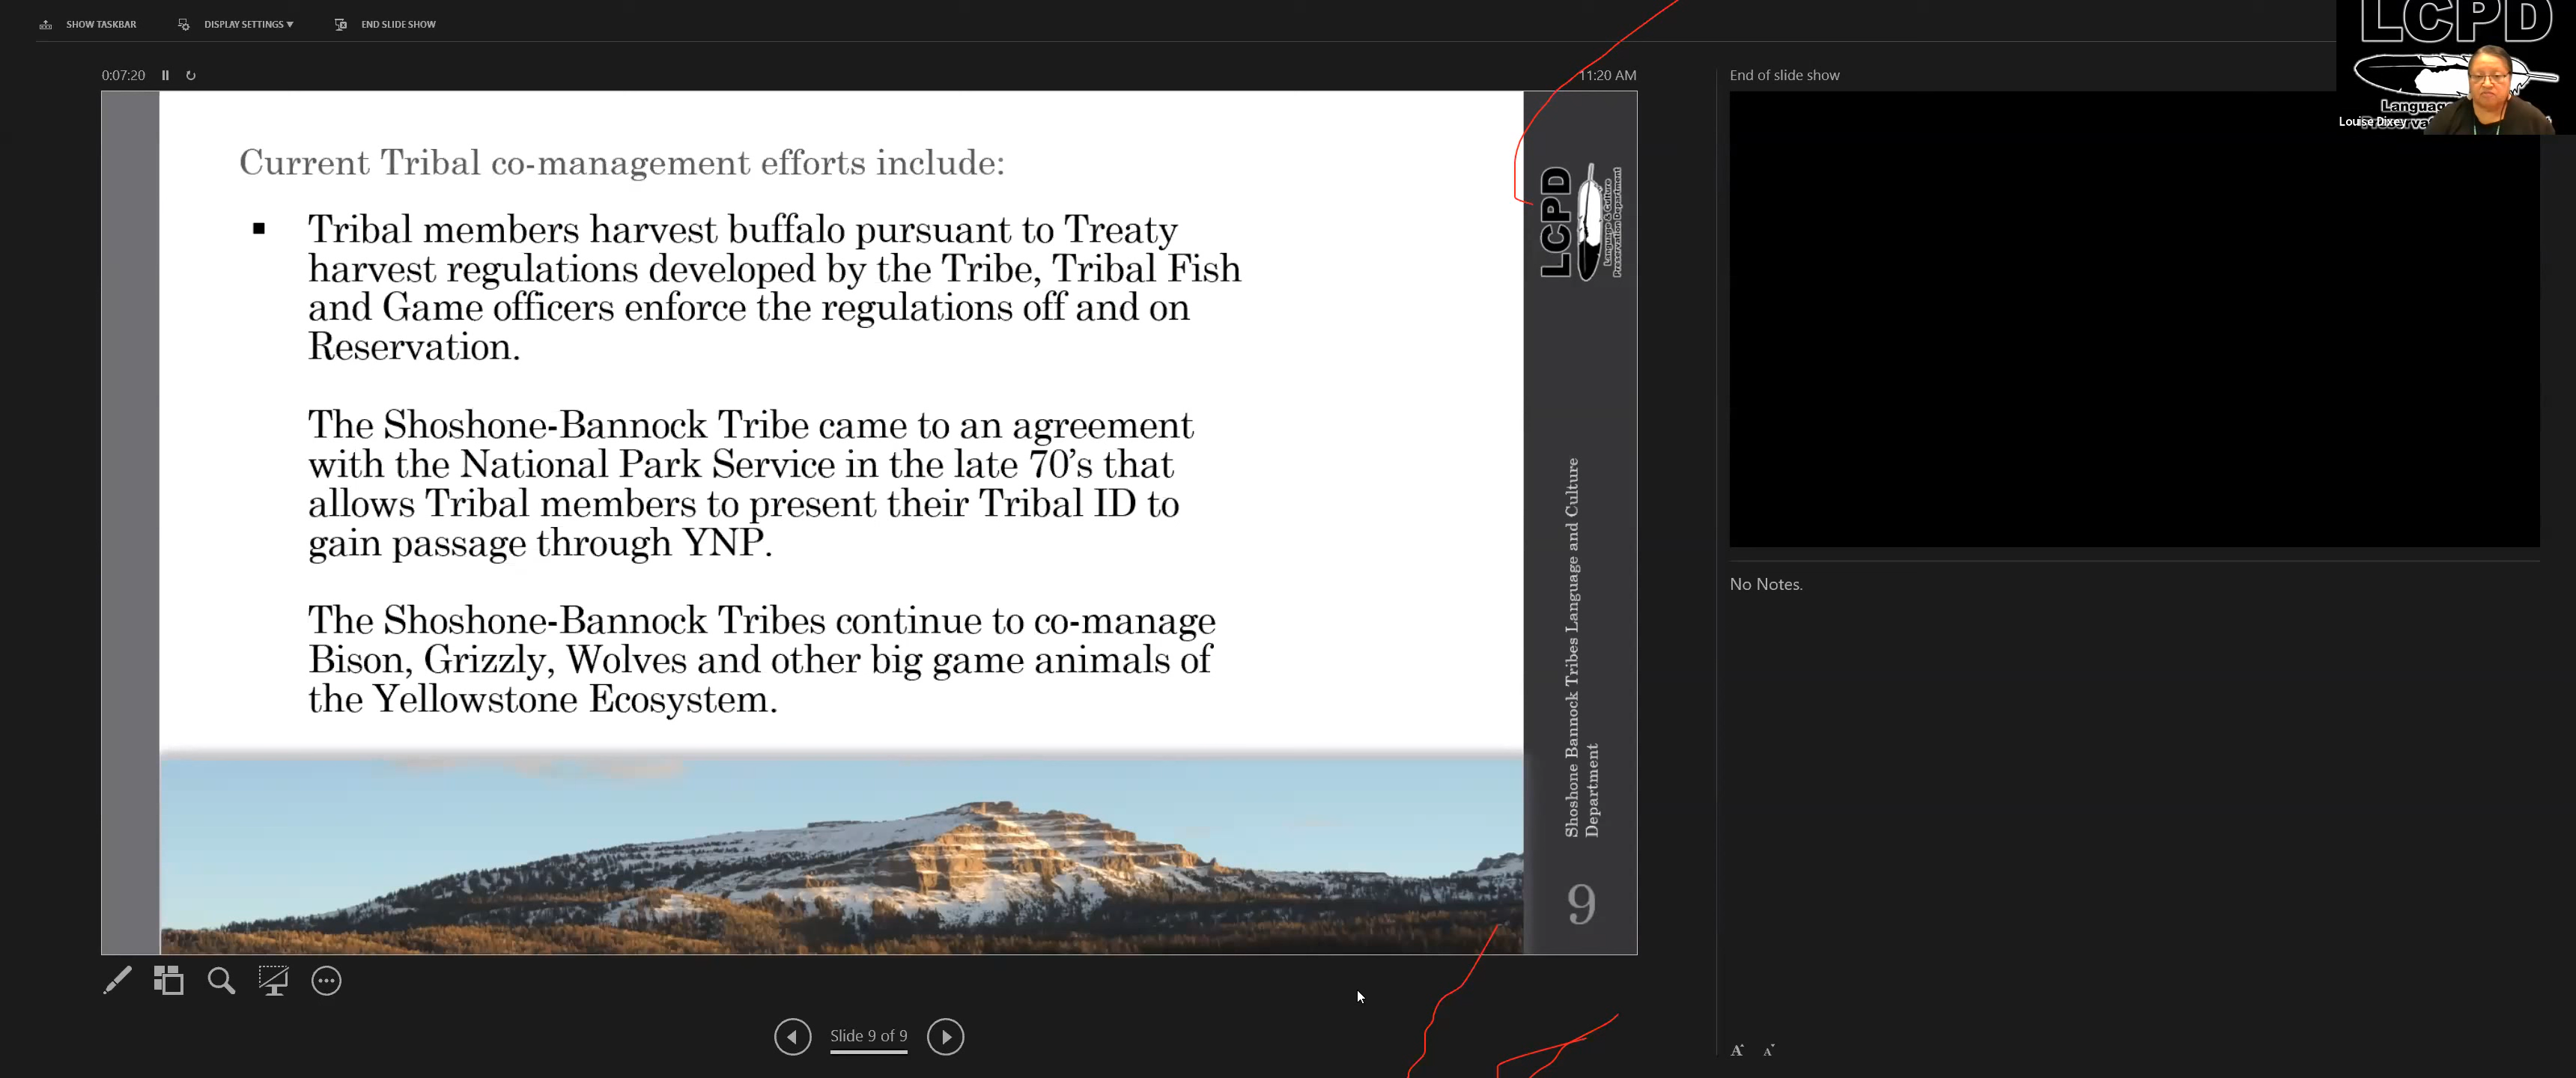 SHOW TASKBAR
DISPLAY SETTINGS ▼
END SLIDE SHOW
0:07:20
11:20 AM
Current Tribal co-management efforts include:
▪ Tribal members harvest buffalo pursuant to Treaty
harvest regulations developed by the Tribe, Tribal Fish
and Game officers enforce the regulations off and on
Reservation.
The Shoshone-Bannock Tribe came to an agreement
with the National Park Service in the late 70's that
allows Tribal members to present their Tribal ID to
gain passage through YNP.
The Shoshone-Bannock Tribes continue to co-manage
Bison, Grizzly, Wolves and other big game animals of
the Yellowstone Ecosystem.
LCPD
Language & Culture
Preservation Department
Shoshone Bannock Tribes Language and Culture
Department
9
Slide 9 of 9
End of slide show
No Notes.
A A
LCPD
Louise Dixey